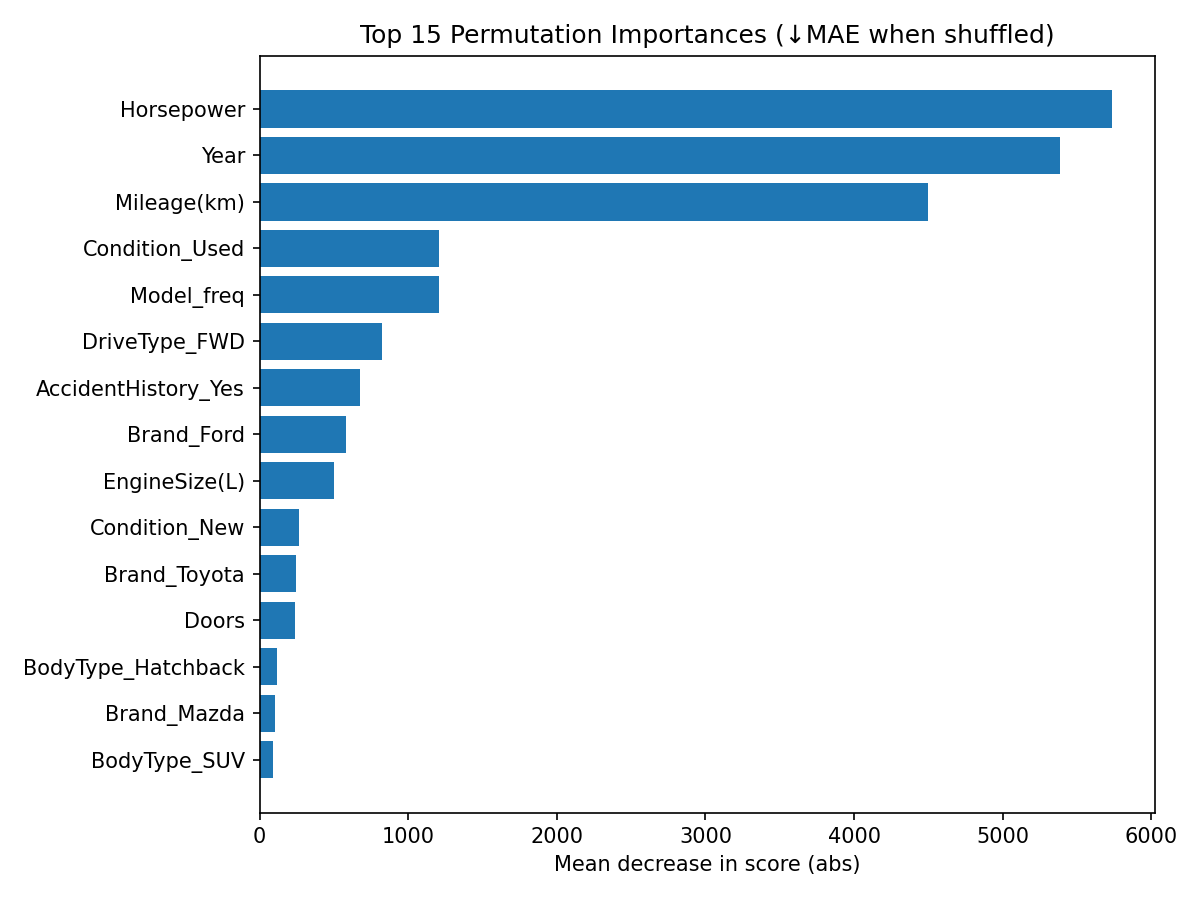 Top 15 Permutation Importances (↓MAE when shuffled)
Horsepower
Year
Mileage(km)
Condition_Used
Model_freq
DriveType_FWD
AccidentHistory_Yes
Brand_Ford
EngineSize(L)
Condition_New
Brand_Toyota
Doors
BodyType_Hatchback
Brand_Mazda
BodyType_SUV
0 1000 2000 3000 4000 5000 6000
Mean decrease in score (abs)